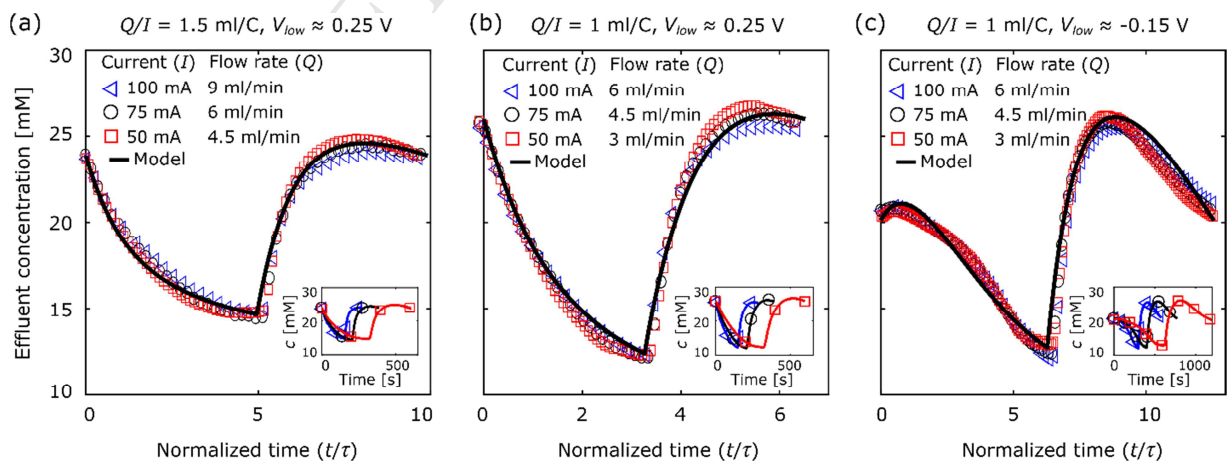 (a) Q/I = 1.5 ml/C, V_low ≈ 0.25 V
Current (I) Flow rate (Q)
100 mA 9 ml/min
75 mA 6 ml/min
50 mA 4.5 ml/min
Model
Effluent concentration [mM]
30
25
20
15
10
0 5 10
Normalized time (t/τ)
c [mM]
30
20
10
0 500
Time [s]
(b) Q/I = 1 ml/C, V_low ≈ 0.25 V
Current (I) Flow rate (Q)
100 mA 6 ml/min
75 mA 4.5 ml/min
50 mA 3 ml/min
Model
0 2 4 6
Normalized time (t/τ)
c [mM]
30
20
10
0 500
Time [s]
(c) Q/I = 1 ml/C, V_low ≈ -0.15 V
Current (I) Flow rate (Q)
100 mA 6 ml/min
75 mA 4.5 ml/min
50 mA 3 ml/min
Model
0 5 10
Normalized time (t/τ)
c [mM]
30
20
10
0 1200
Time [s]